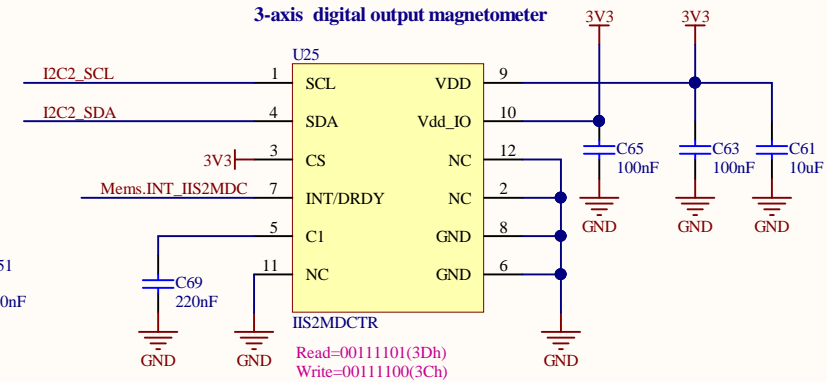 3-axis digital output magnetometer
3V3
3V3
U25
I2C2_SCL
1
SCL
VDD
9
I2C2_SDA
4
SDA
Vdd_IO
10
3V3
3
CS
NC
12
C65
100nF
C63
100nF
C61
10uF
Mems.INT_IIS2MDC
7
INT/DRDY
NC
2
5
C1
GND
8
GND
GND
GND
51
0nF
C69
220nF
11
NC
GND
6
IIS2MDCTR
GND
GND
GND
Read=00111101(3Dh)
Write=00111100(3Ch)